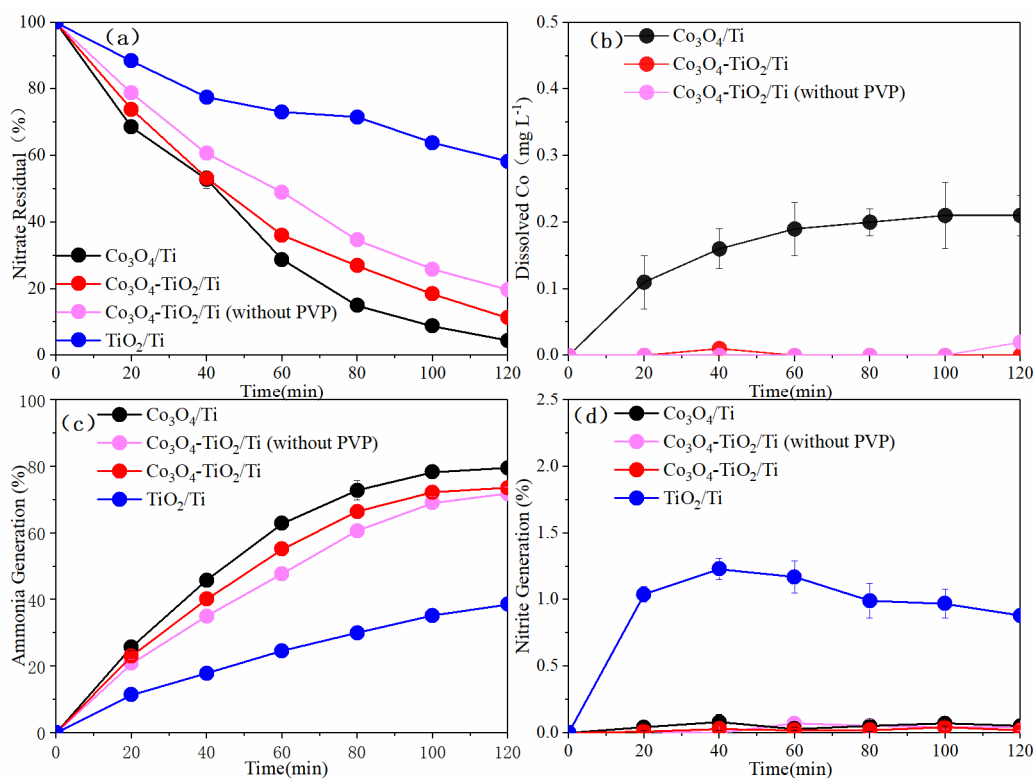 (a)
Nitrate Residual (%)
100
80
60
40
20
0
Co₃O₄/Ti
Co₃O₄-TiO₂/Ti
Co₃O₄-TiO₂/Ti (without PVP)
TiO₂/Ti
0 20 40 60 80 100 120
Time(min)
(b)
Dissolved Co (mg L⁻¹)
0.5
0.4
0.3
0.2
0.1
0.0
Co₃O₄/Ti
Co₃O₄-TiO₂/Ti
Co₃O₄-TiO₂/Ti (without PVP)
0 20 40 60 80 100 120
Time(min)
(c)
Ammonia Generation (%)
100
80
60
40
20
0
Co₃O₄/Ti
Co₃O₄-TiO₂/Ti (without PVP)
Co₃O₄-TiO₂/Ti
TiO₂/Ti
0 20 40 60 80 100 120
Time(min)
(d)
Nitrite Generation (%)
2.5
2.0
1.5
1.0
0.5
0.0
Co₃O₄/Ti
Co₃O₄-TiO₂/Ti (without PVP)
Co₃O₄-TiO₂/Ti
TiO₂/Ti
0 20 40 60 80 100 120
Time(min)